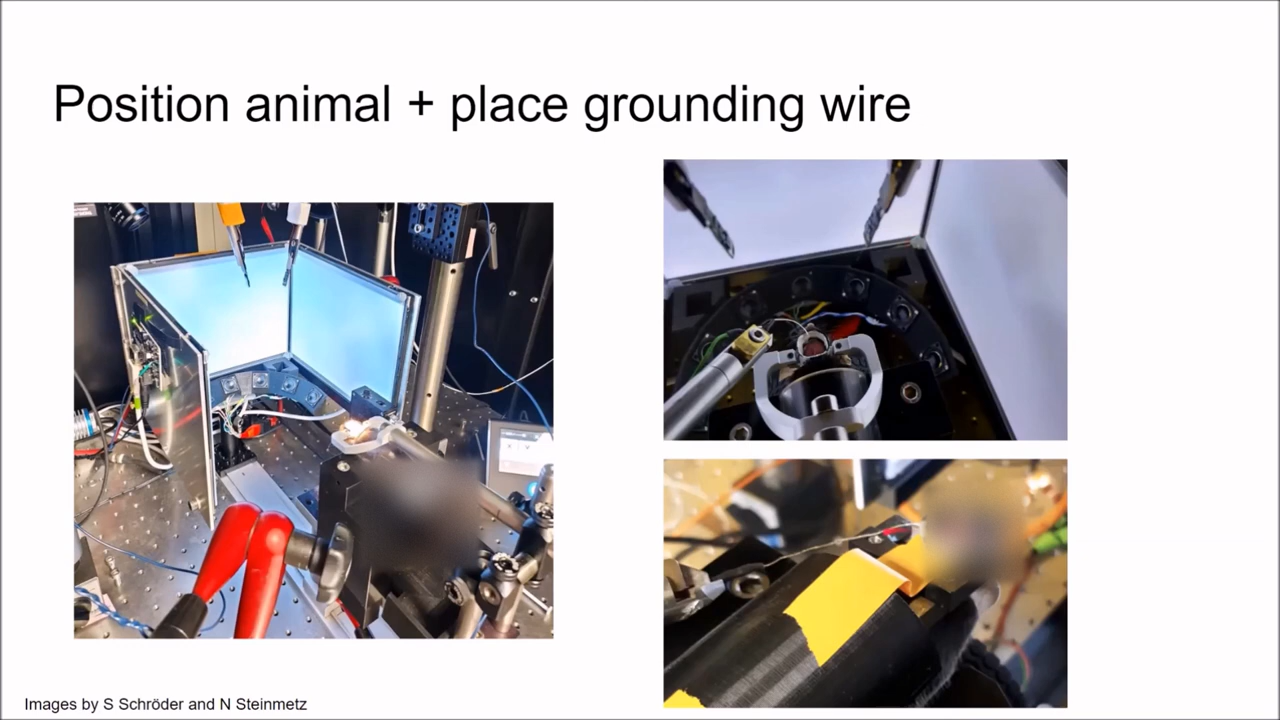 Position animal + place grounding wire
Images by S Schröder and N Steinmetz